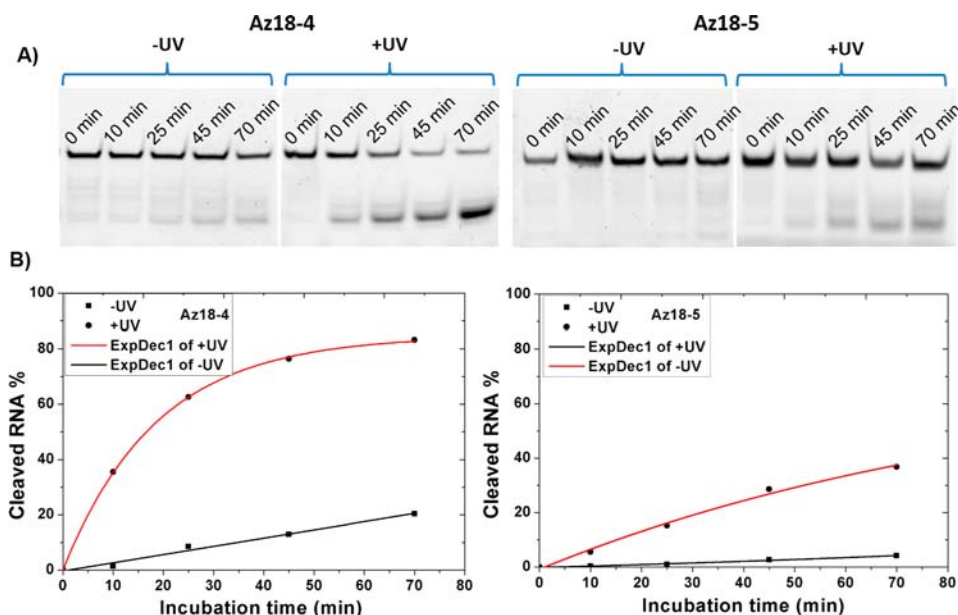 Az18-4 Az18-5
A) -UV +UV -UV +UV
0 min 10 min 25 min 45 min 70 min 0 min 10 min 25 min 45 min 70 min 0 min 10 min 25 min 45 min 70 min 0 min 10 min 25 min 45 min 70 min
B)
100
80
60
40
20
0
Cleaved RNA %
-UV Az18-4
+UV
ExpDec1 of +UV
ExpDec1 of -UV
0 10 20 30 40 50 60 70 80
Incubation time (min)
100
80
60
40
20
0
Cleaved RNA %
-UV
+UV Az18-5
ExpDec1 of +UV
ExpDec1 of -UV
0 10 20 30 40 50 60 70 80
Incubation time (min)